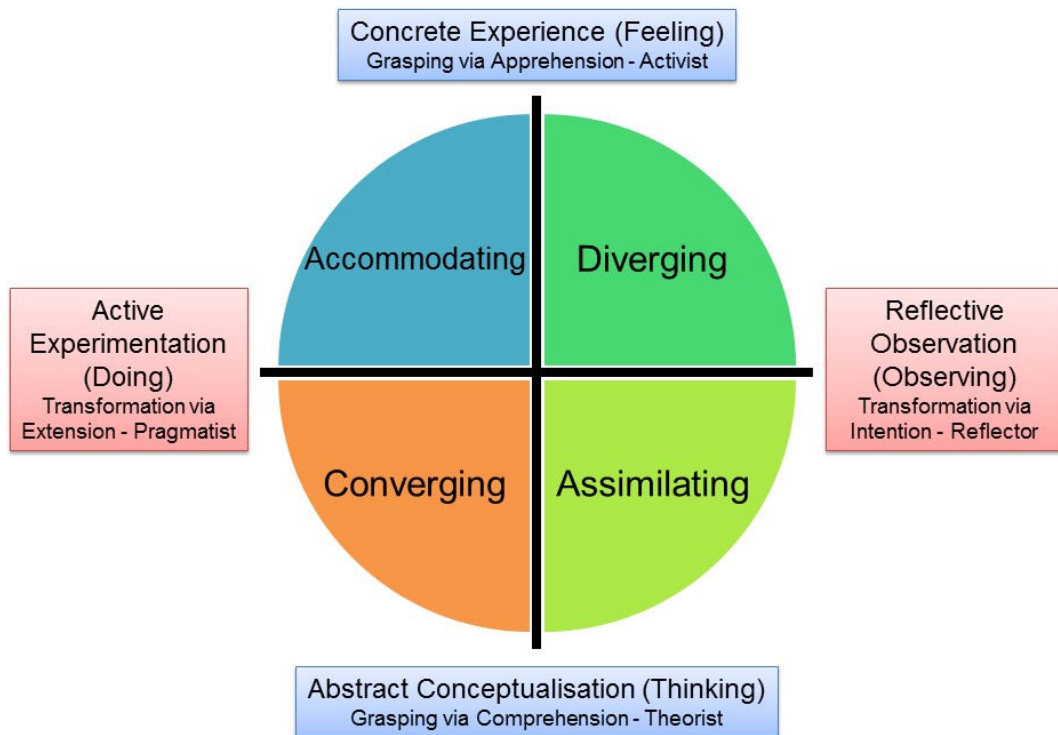 Concrete Experience (Feeling)
Grasping via Apprehension - Activist
Accommodating
Diverging
Active
Experimentation
(Doing)
Transformation via
Extension - Pragmatist
Reflective
Observation
(Observing)
Transformation via
Intention - Reflector
Converging
Assimilating
Abstract Conceptualisation (Thinking)
Grasping via Comprehension - Theorist